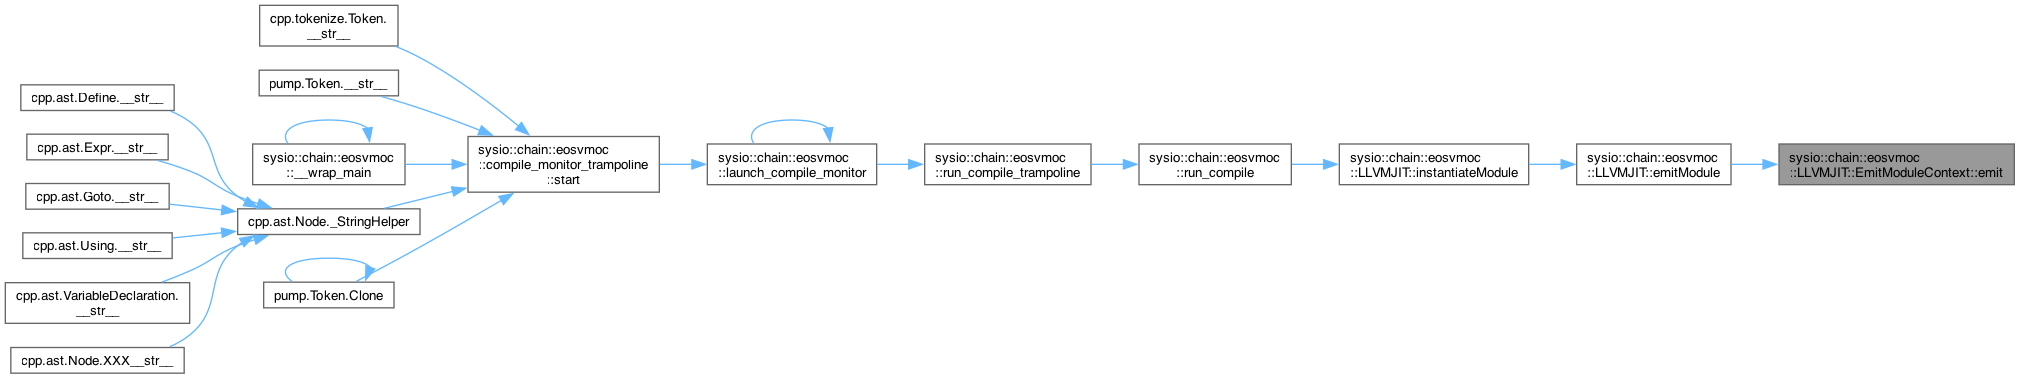 cpp.tokenize.Token.
__str__
pump.Token.__str__
cpp.ast.Define.__str__
cpp.ast.Expr.__str__
cpp.ast.Goto.__str__
cpp.ast.Using.__str__
cpp.ast.VariableDeclaration.
__str__
cpp.ast.Node.XXX__str__
sysio::chain::eosvmoc
::__wrap_main
cpp.ast.Node._StringHelper
pump.Token.Clone
sysio::chain::eosvmoc
::compile_monitor_trampoline
::start
sysio::chain::eosvmoc
::launch_compile_monitor
sysio::chain::eosvmoc
::run_compile_trampoline
sysio::chain::eosvmoc
::run_compile
sysio::chain::eosvmoc
::LLVMJIT::instantiateModule
sysio::chain::eosvmoc
::LLVMJIT::emitModule
sysio::chain::eosvmoc
::LLVMJIT::EmitModuleContext::emit